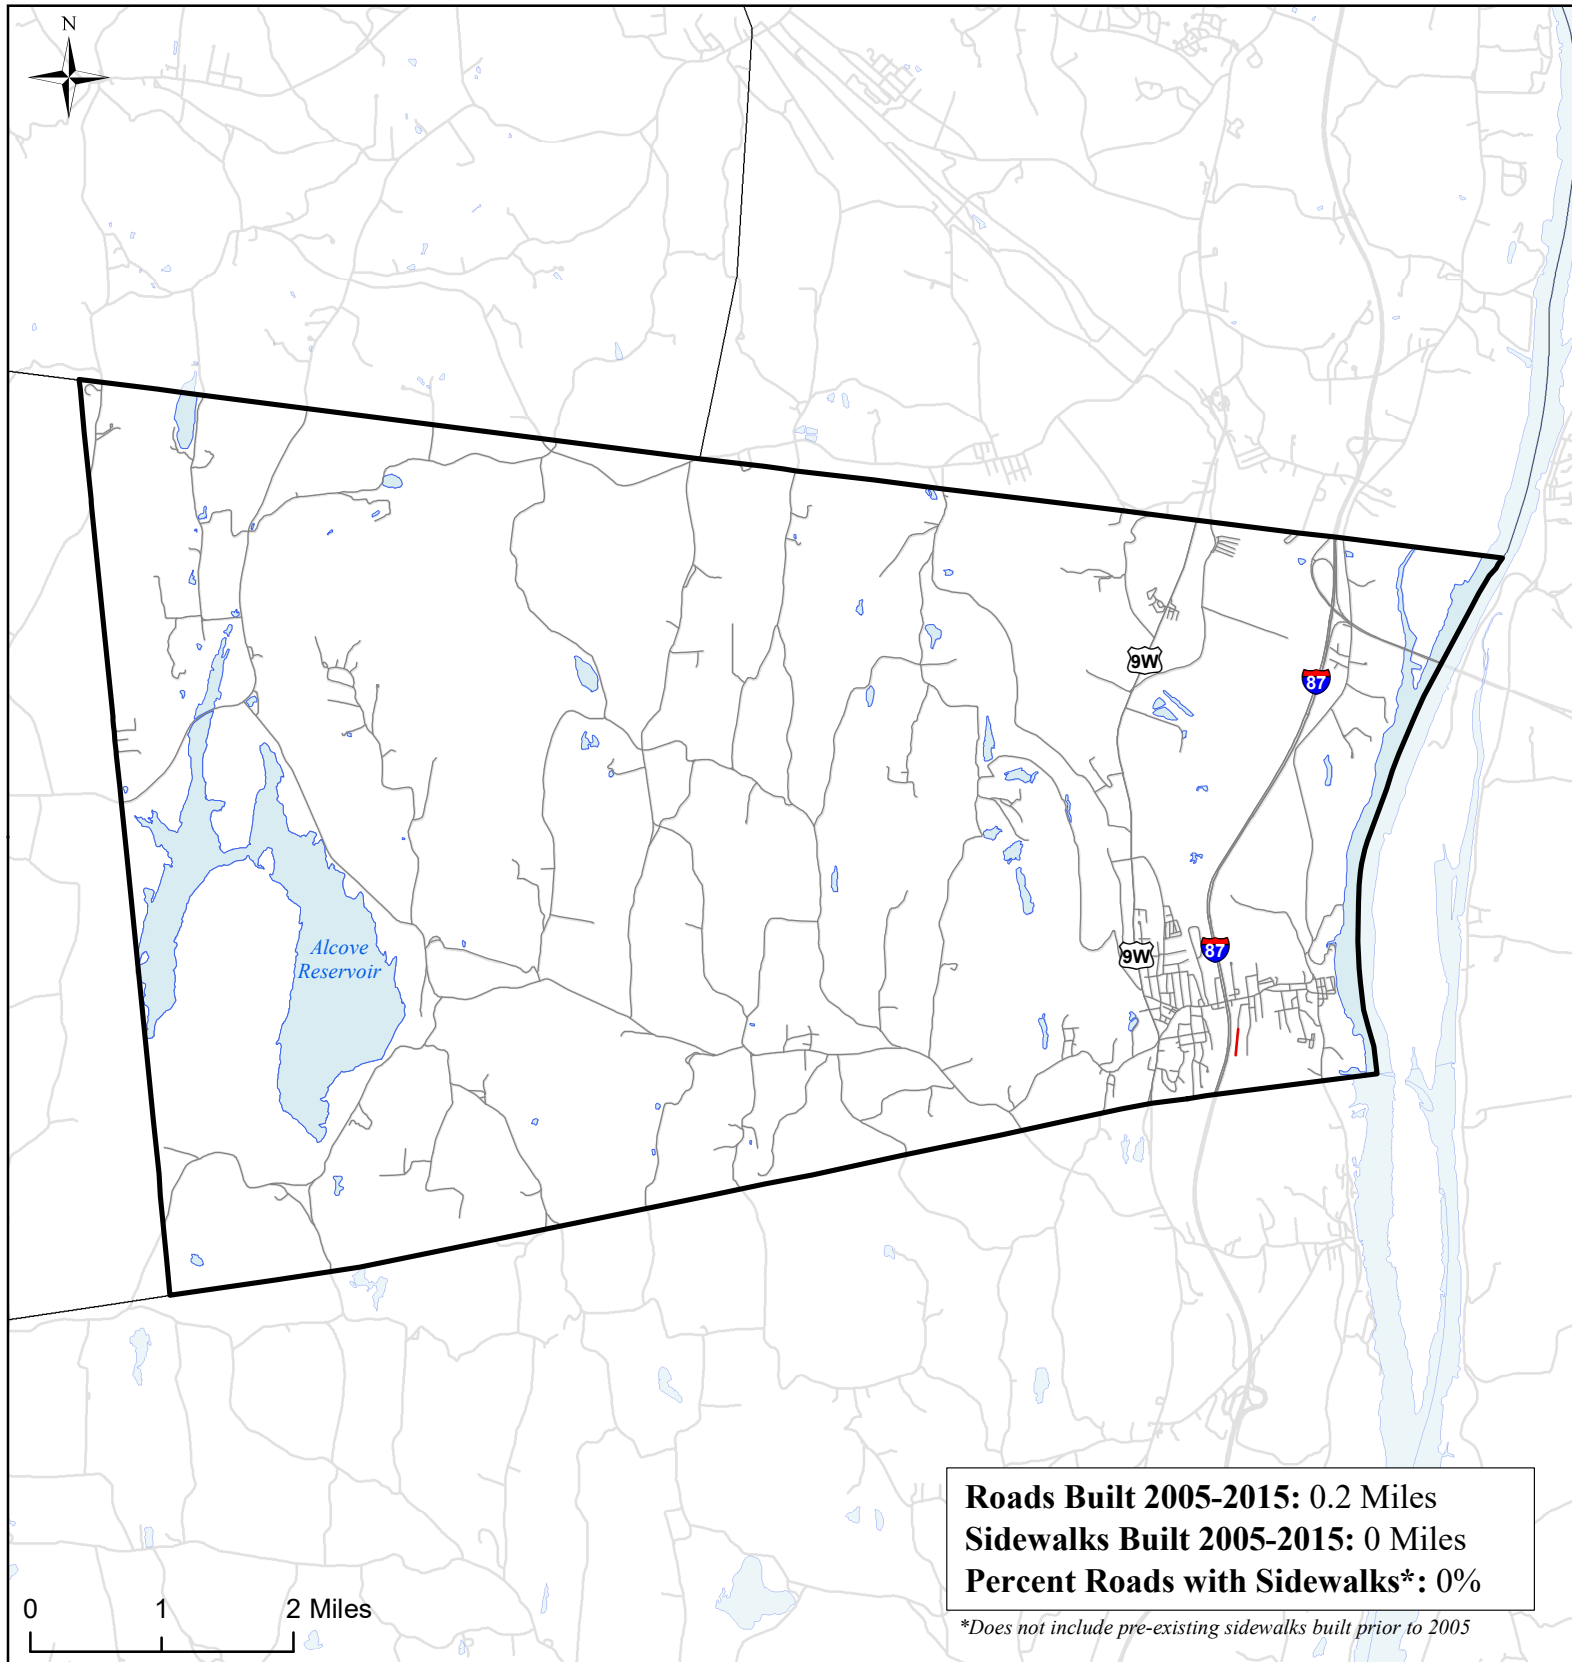 N
9W
87
9W
87
Alcove
Reservoir
Roads Built 2005-2015: 0.2 Miles
Sidewalks Built 2005-2015: 0 Miles
Percent Roads with Sidewalks*: 0%
*Does not include pre-existing sidewalks built prior to 2005
0 1 2 Miles